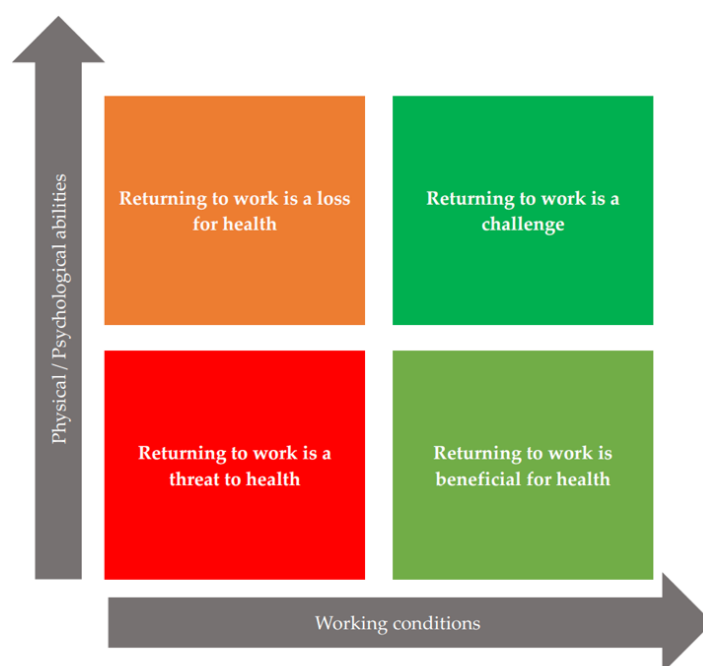 Physical / Psychological abilities
Returning to work is a loss
for health
Returning to work is a
challenge
Returning to work is a
threat to health
Returning to work is
beneficial for health
Working conditions